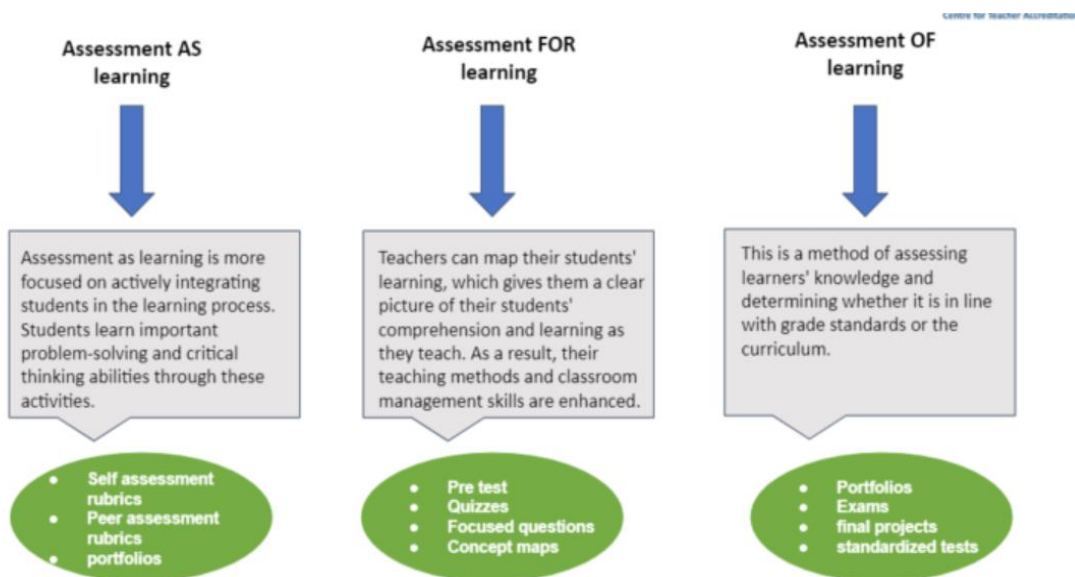 Centre for Teacher Accreditation
Assessment AS
learning
Assessment as learning is more
focused on actively integrating
students in the learning process.
Students learn important
problem-solving and critical
thinking abilities through these
activities.
● Self assessment
rubrics
● Peer assessment
rubrics
● portfolios
Assessment FOR
learning
Teachers can map their students'
learning, which gives them a clear
picture of their students'
comprehension and learning as
they teach. As a result, their
teaching methods and classroom
management skills are enhanced.
● Pre test
● Quizzes
● Focused questions
● Concept maps
Assessment OF
learning
This is a method of assessing
learners' knowledge and
determining whether it is in line
with grade standards or the
curriculum.
● Portfolios
● Exams
● final projects
● standardized tests